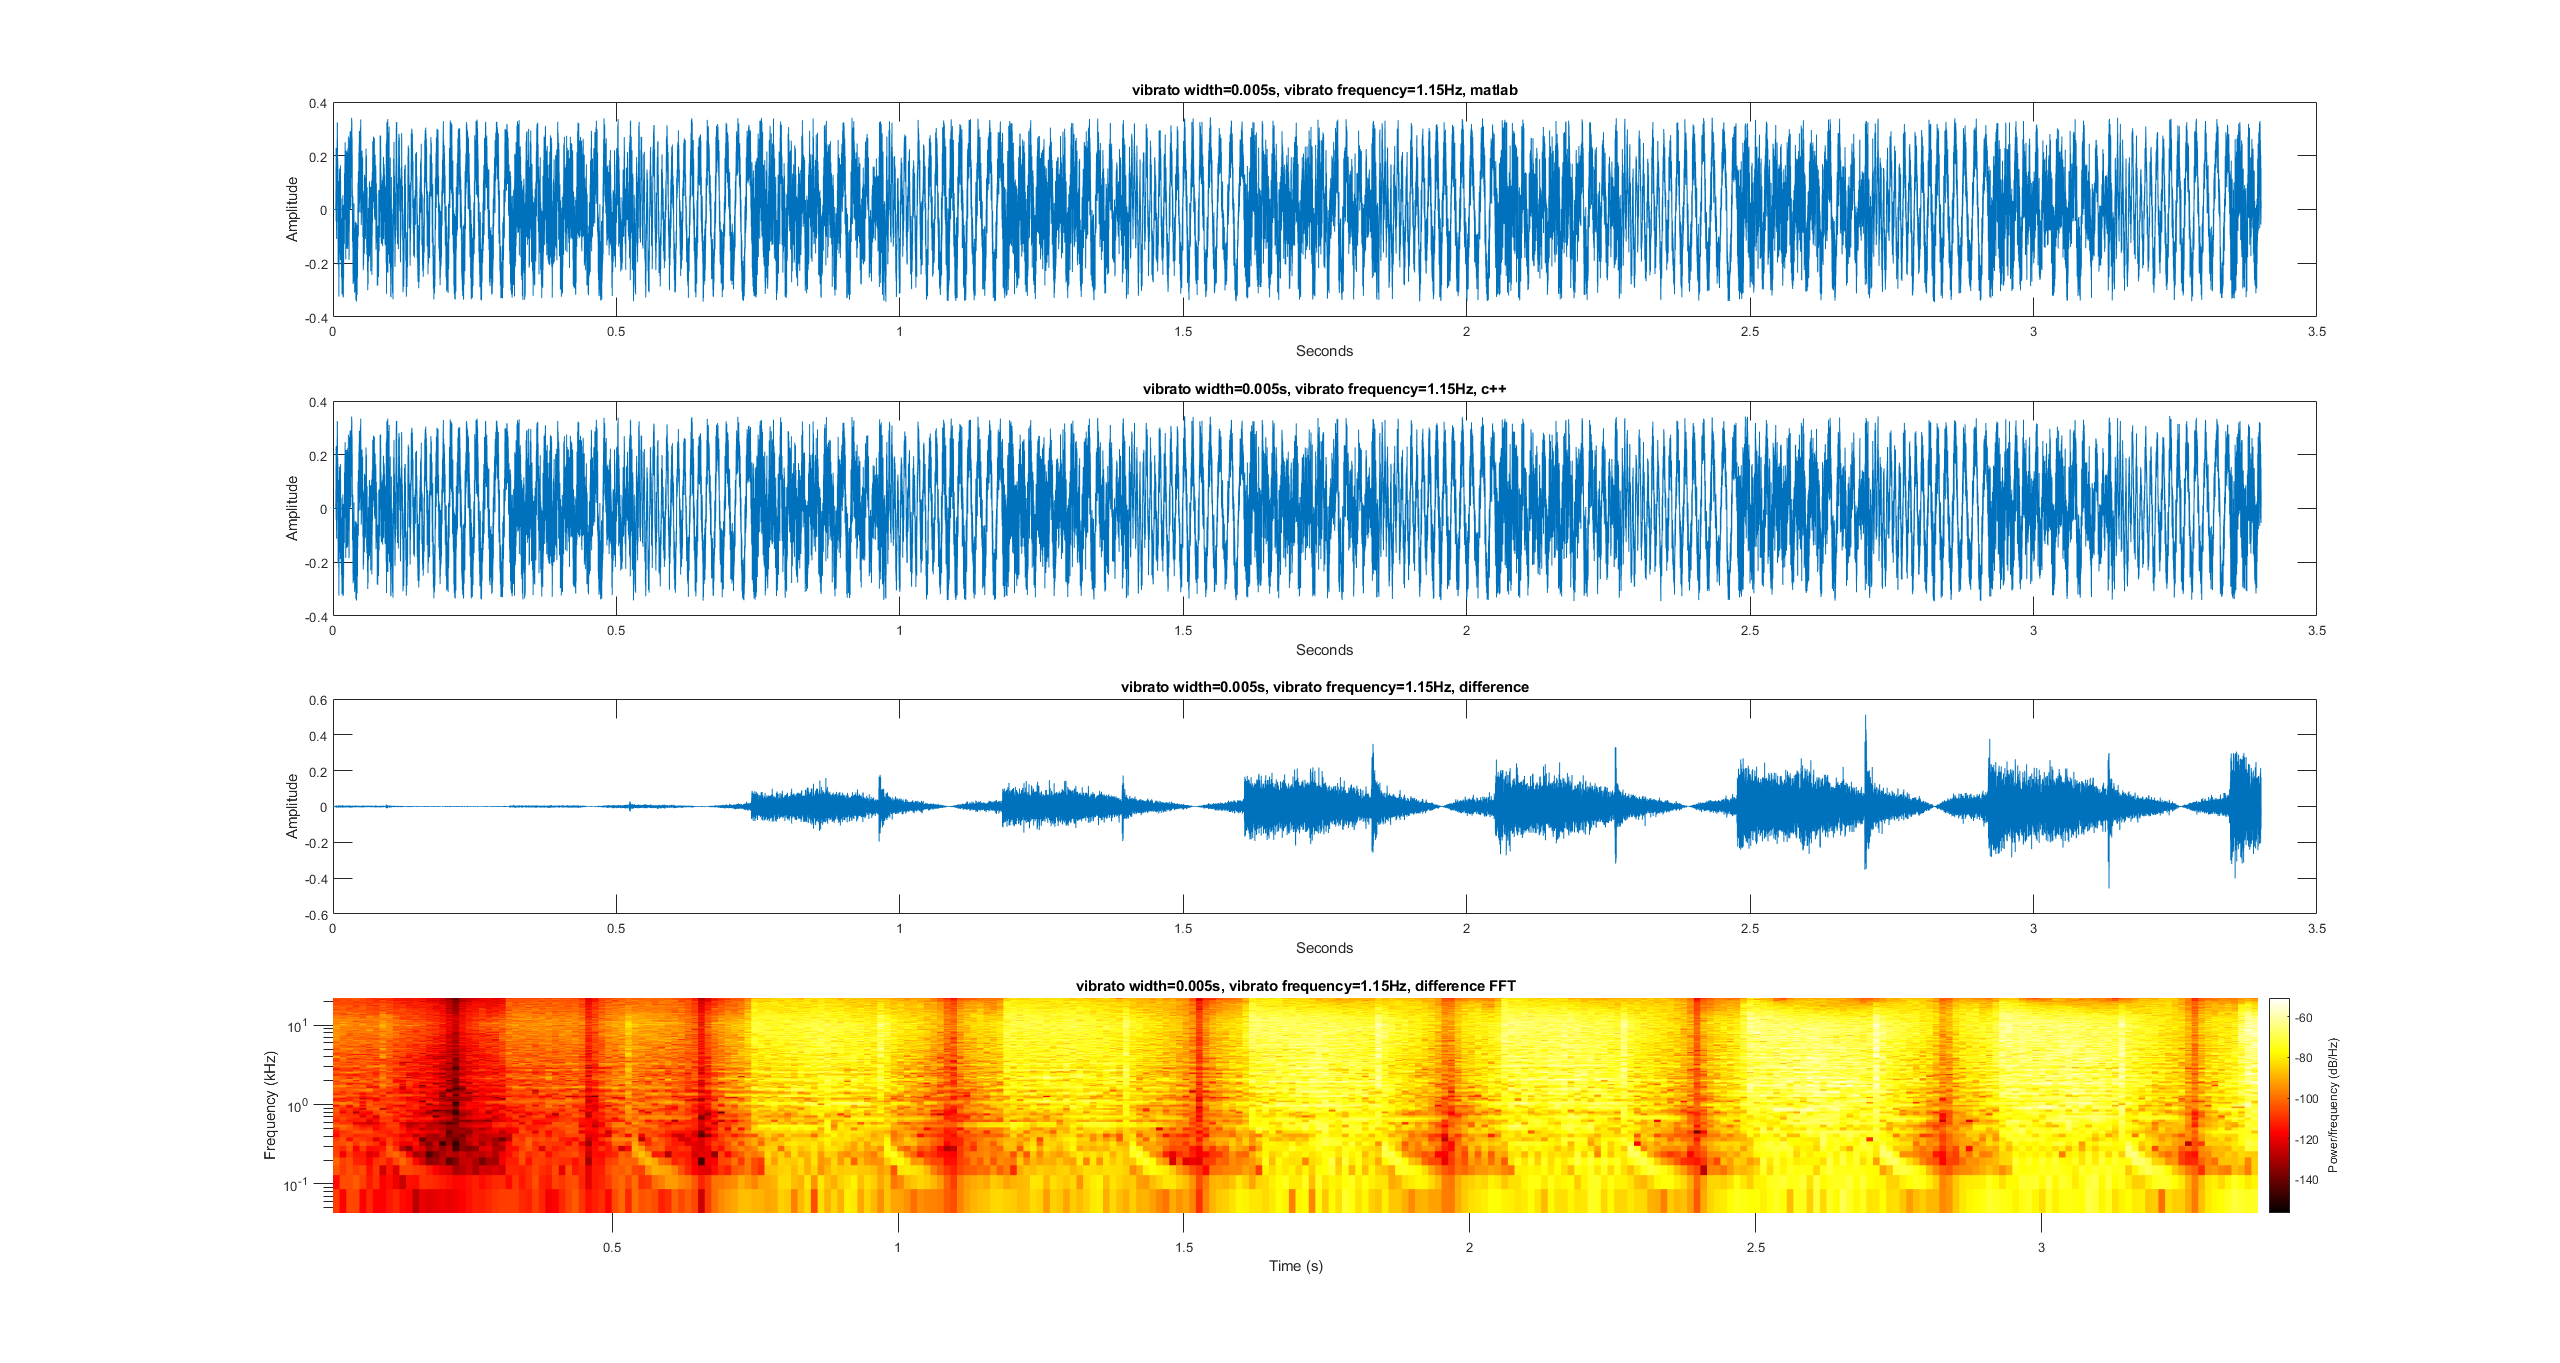 vibrato width=0.005s, vibrato frequency=1.15Hz, matlab
0.4
0.2
0
-0.2
-0.4
Amplitude
0 0.5 1 1.5 2 2.5 3 3.5
Seconds
vibrato width=0.005s, vibrato frequency=1.15Hz, c++
0.4
0.2
0
-0.2
-0.4
Amplitude
0 0.5 1 1.5 2 2.5 3 3.5
Seconds
vibrato width=0.005s, vibrato frequency=1.15Hz, difference
0.6
0.4
0.2
0
-0.2
-0.4
-0.6
Amplitude
0 0.5 1 1.5 2 2.5 3 3.5
Seconds
vibrato width=0.005s, vibrato frequency=1.15Hz, difference FFT
10^1
10^0
10^-1
Frequency (kHz)
0.5 1 1.5 2 2.5 3
Time (s)
-60
-80
-100
-120
-140
Power/frequency (dB/Hz)